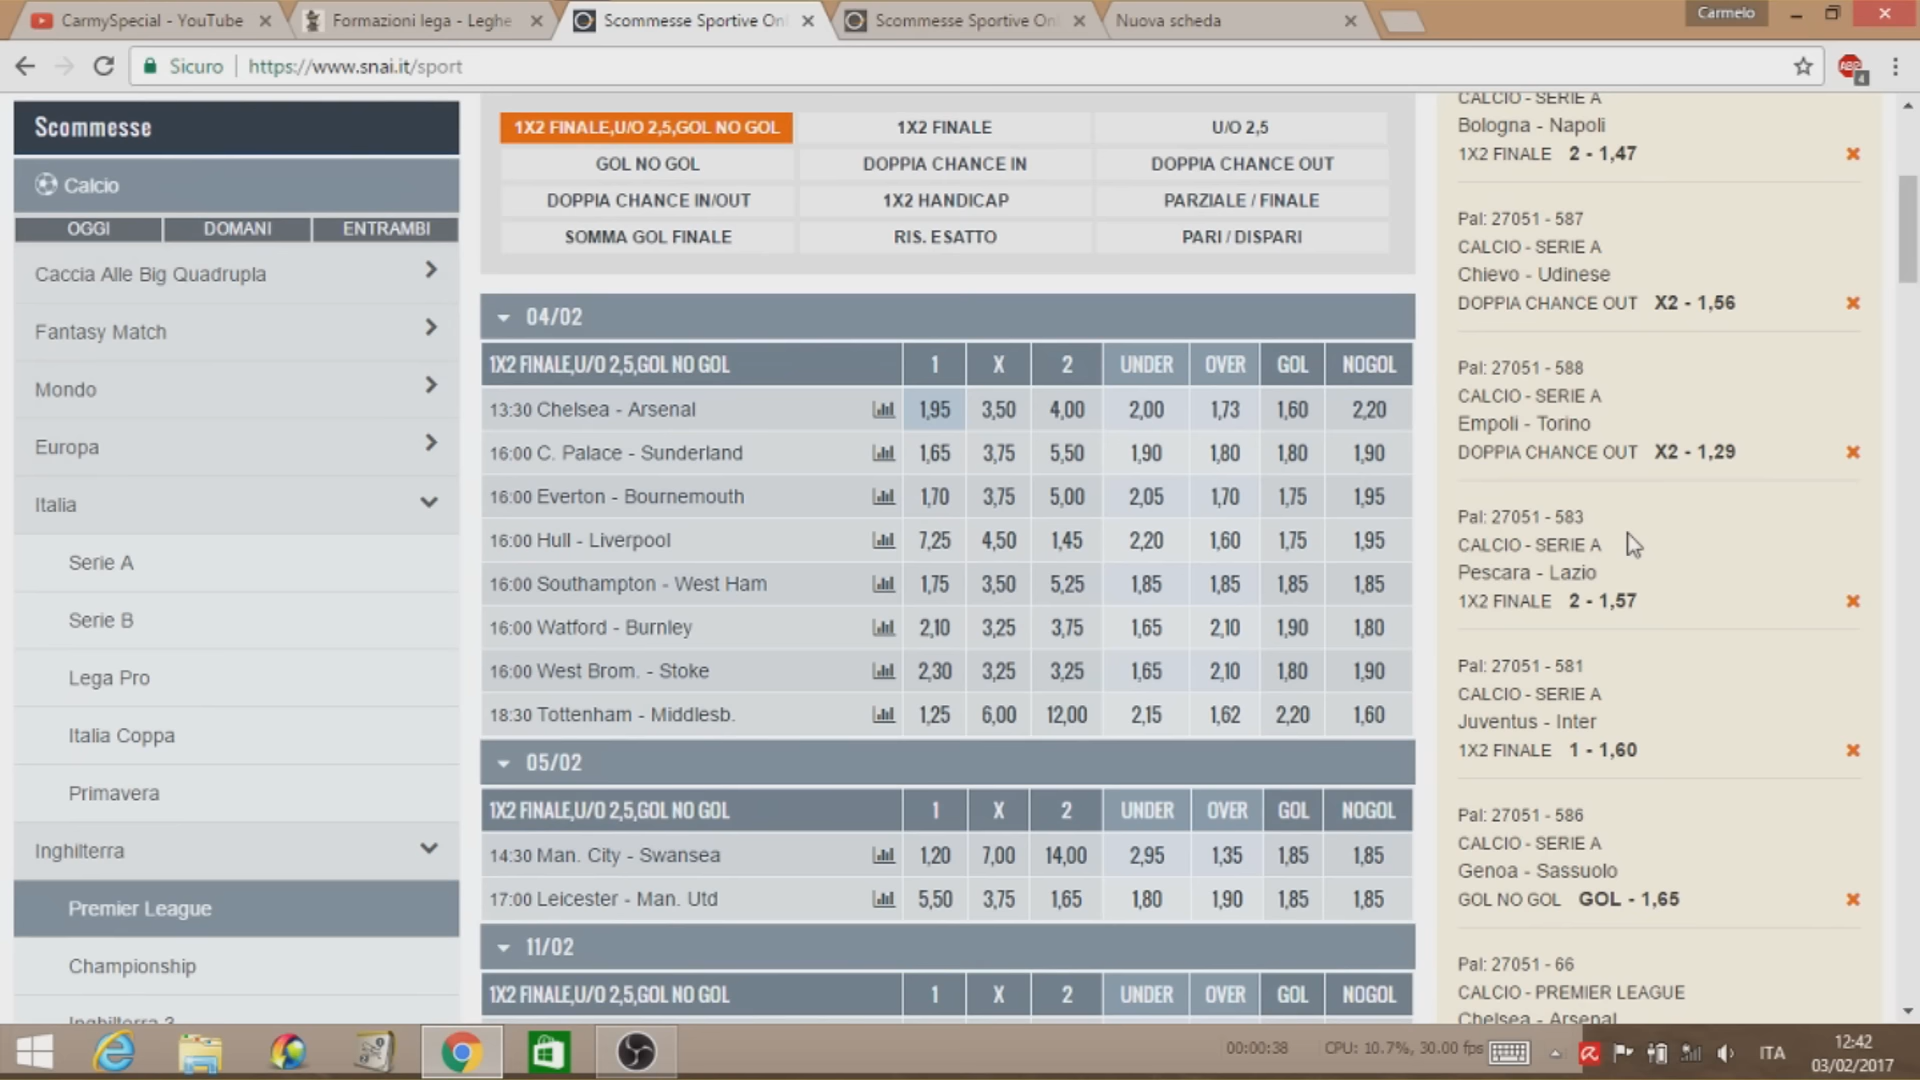 CarmySpecial - YouTube
Formazioni lega - Leghe
Scommesse Sportive Onl
Scommesse Sportive Onl
Nuova scheda
Carmelo
Sicuro
https://www.snai.it/sport
ABP
4
Scommesse
Calcio
OGGI DOMANI ENTRAMBI
Caccia Alle Big Quadrupla
Fantasy Match
Mondo
Europa
Italia
Serie A
Serie B
Lega Pro
Italia Coppa
Primavera
Inghilterra
Premier League
Championship
1X2 FINALE,U/O 2,5,GOL NO GOL 1X2 FINALE U/O 2,5
GOL NO GOL DOPPIA CHANCE IN DOPPIA CHANCE OUT
DOPPIA CHANCE IN/OUT 1X2 HANDICAP PARZIALE / FINALE
SOMMA GOL FINALE RIS. ESATTO PARI / DISPARI
04/02
1X2 FINALE,U/O 2,5,GOL NO GOL 1 X 2 UNDER OVER GOL NOGOL
13:30 Chelsea - Arsenal 1,95 3,50 4,00 2,00 1,73 1,60 2,20
16:00 C. Palace - Sunderland 1,65 3,75 5,50 1,90 1,80 1,80 1,90
16:00 Everton - Bournemouth 1,70 3,75 5,00 2,05 1,70 1,75 1,95
16:00 Hull - Liverpool 7,25 4,50 1,45 2,20 1,60 1,75 1,95
16:00 Southampton - West Ham 1,75 3,50 5,25 1,85 1,85 1,85 1,85
16:00 Watford - Burnley 2,10 3,25 3,75 1,65 2,10 1,90 1,80
16:00 West Brom. - Stoke 2,30 3,25 3,25 1,65 2,10 1,80 1,90
18:30 Tottenham - Middlesb. 1,25 6,00 12,00 2,15 1,62 2,20 1,60
05/02
1X2 FINALE,U/O 2,5,GOL NO GOL 1 X 2 UNDER OVER GOL NOGOL
14:30 Man. City - Swansea 1,20 7,00 14,00 2,95 1,35 1,85 1,85
17:00 Leicester - Man. Utd 5,50 3,75 1,65 1,80 1,90 1,85 1,85
11/02
1X2 FINALE,U/O 2,5,GOL NO GOL 1 X 2 UNDER OVER GOL NOGOL
CALCIO - SERIE A
Bologna - Napoli
1X2 FINALE 2 - 1,47
Pal: 27051 - 587
CALCIO - SERIE A
Chievo - Udinese
DOPPIA CHANCE OUT X2 - 1,56
Pal: 27051 - 588
CALCIO - SERIE A
Empoli - Torino
DOPPIA CHANCE OUT X2 - 1,29
Pal: 27051 - 583
CALCIO - SERIE A
Pescara - Lazio
1X2 FINALE 2 - 1,57
Pal: 27051 - 581
CALCIO - SERIE A
Juventus - Inter
1X2 FINALE 1 - 1,60
Pal: 27051 - 586
CALCIO - SERIE A
Genoa - Sassuolo
GOL NO GOL GOL - 1,65
Pal: 27051 - 66
CALCIO - PREMIER LEAGUE
Chelsea - Arsenal
00:00:38 CPU: 10.7%, 30.00 fps
ITA
12:42
03/02/2017